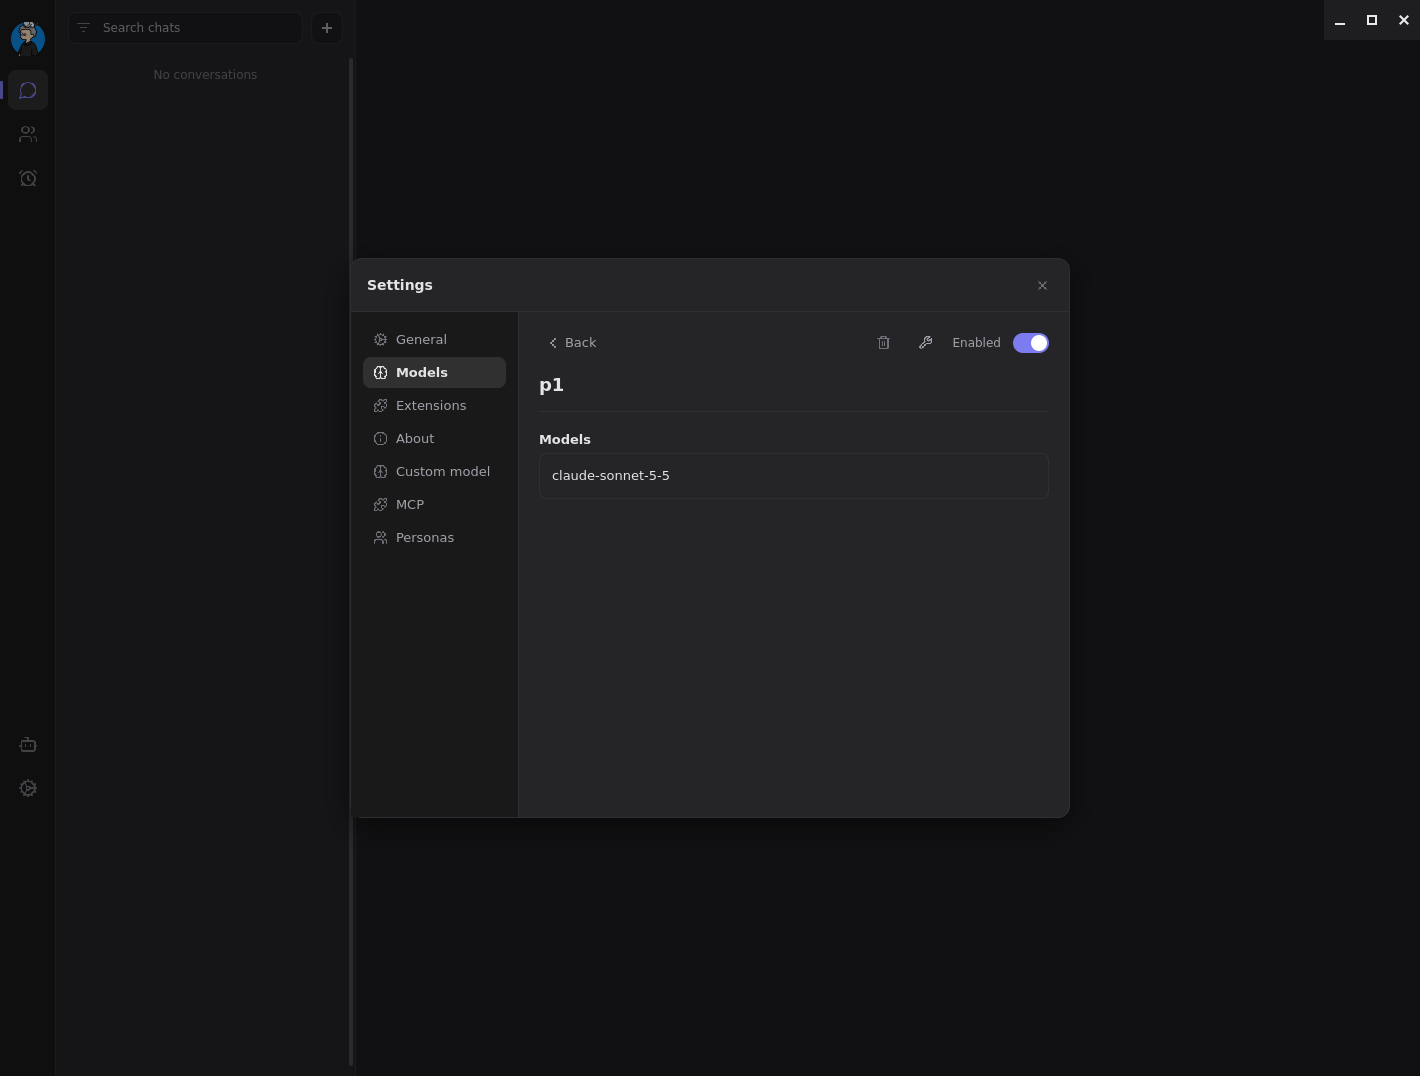 Search chats
No conversations
Settings
General
Models
Extensions
About
Custom model
MCP
Personas
Back
Enabled
p1
Models
claude-sonnet-5-5